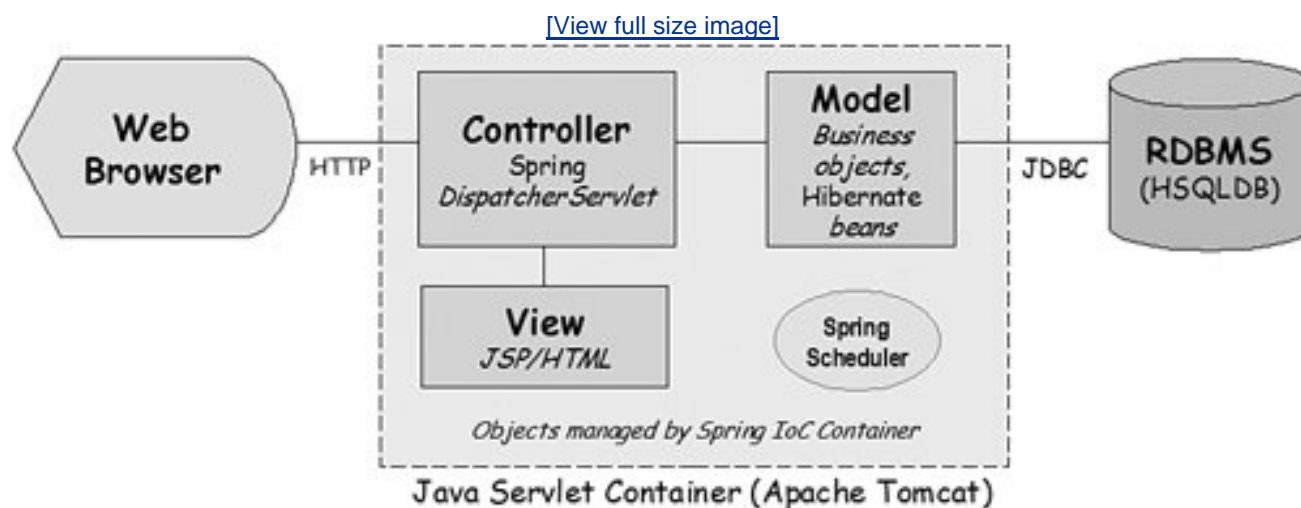 [View full size image]
Web
Browser
HTTP
Controller
Spring
DispatcherServlet
Model
Business
objects,
Hibernate
beans
JDBC
RDBMS
(HSQLDB)
View
JSP/HTML
Spring
Scheduler
Objects managed by Spring IoC Container
Java Servlet Container (Apache Tomcat)